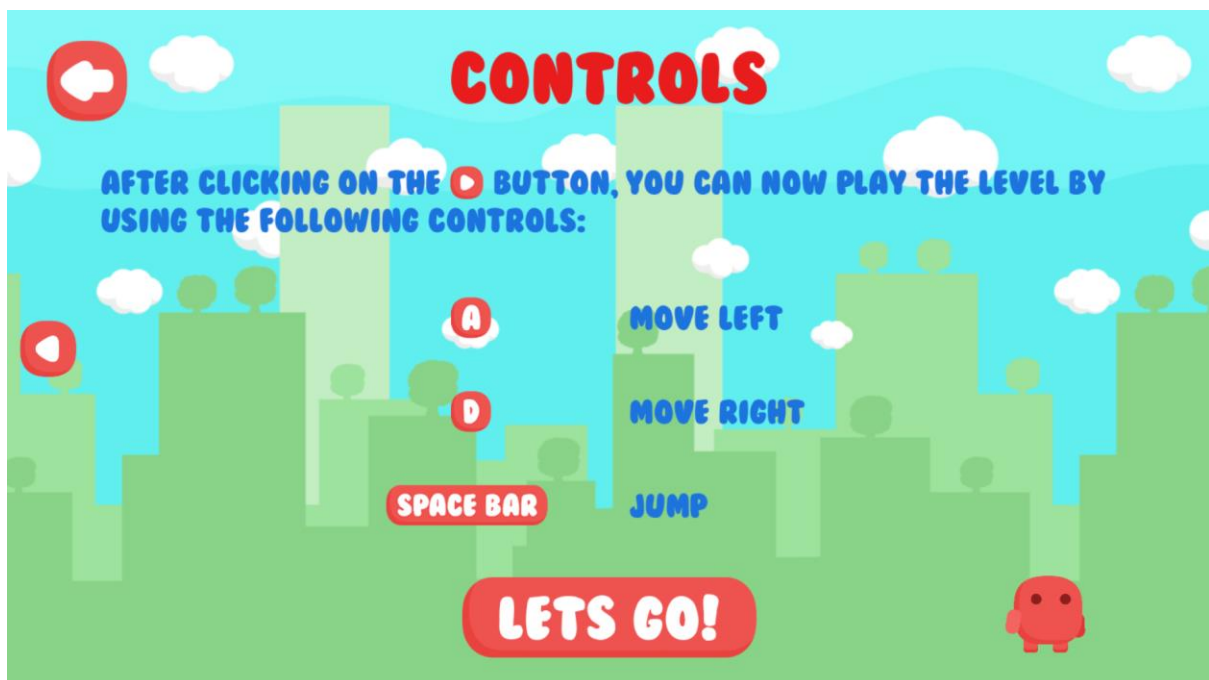 CONTROLS
AFTER CLICKING ON THE BUTTON, YOU CAN NOW PLAY THE LEVEL BY
USING THE FOLLOWING CONTROLS:
A MOVE LEFT
D MOVE RIGHT
SPACE BAR JUMP
LETS GO!